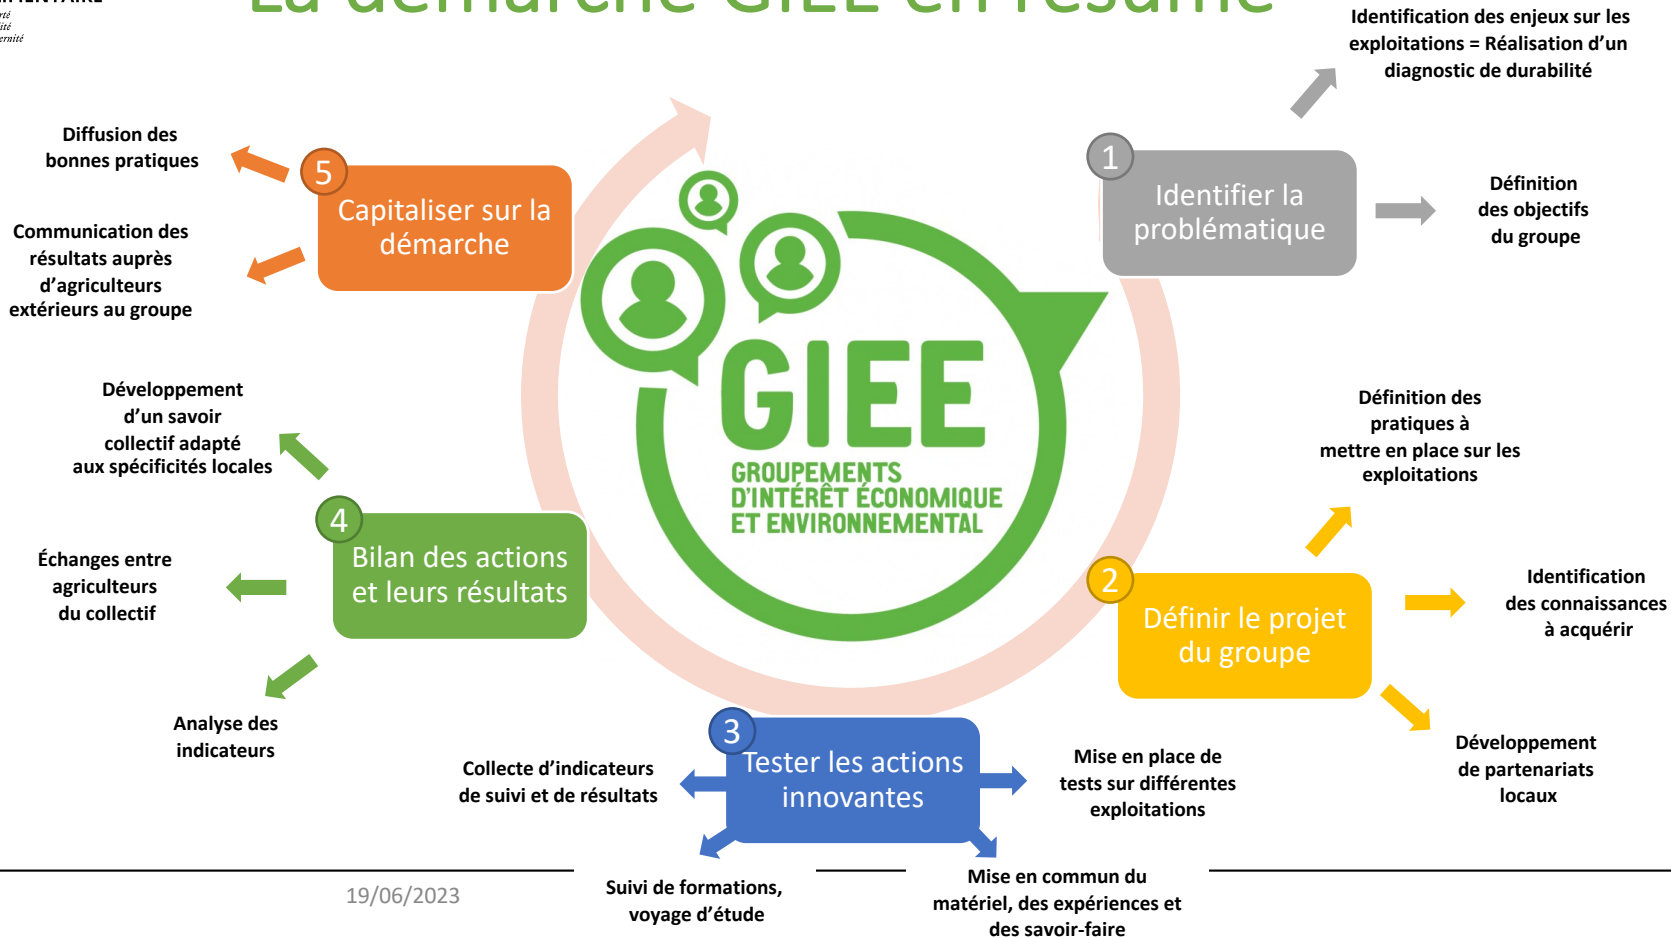 La démarche GIEE en résumé
Identification des enjeux sur les
exploitations = Réalisation d’un
diagnostic de durabilité
1
Identifier la
problématique
Définition
des objectifs
du groupe
Définition des
pratiques à
mettre en place sur les
exploitations
2
Définir le projet
du groupe
Identification
des connaissances
à acquérir
Développement
de partenariats
locaux
3
Tester les actions
innovantes
Mise en place de
tests sur différentes
exploitations
Mise en commun du
matériel, des expériences et
des savoir-faire
Suivi de formations,
voyage d’étude
Collecte d’indicateurs
de suivi et de résultats
4
Bilan des actions
et leurs résultats
Analyse des
indicateurs
Échanges entre
agriculteurs
du collectif
Développement
d’un savoir
collectif adapté
aux spécificités locales
5
Capitaliser sur la
démarche
Communication des
résultats auprès
d’agriculteurs
extérieurs au groupe
Diffusion des
bonnes pratiques
GIEE
GROUPEMENTS
D'INTÉRÊT ÉCONOMIQUE
ET ENVIRONNEMENTAL
19/06/2023